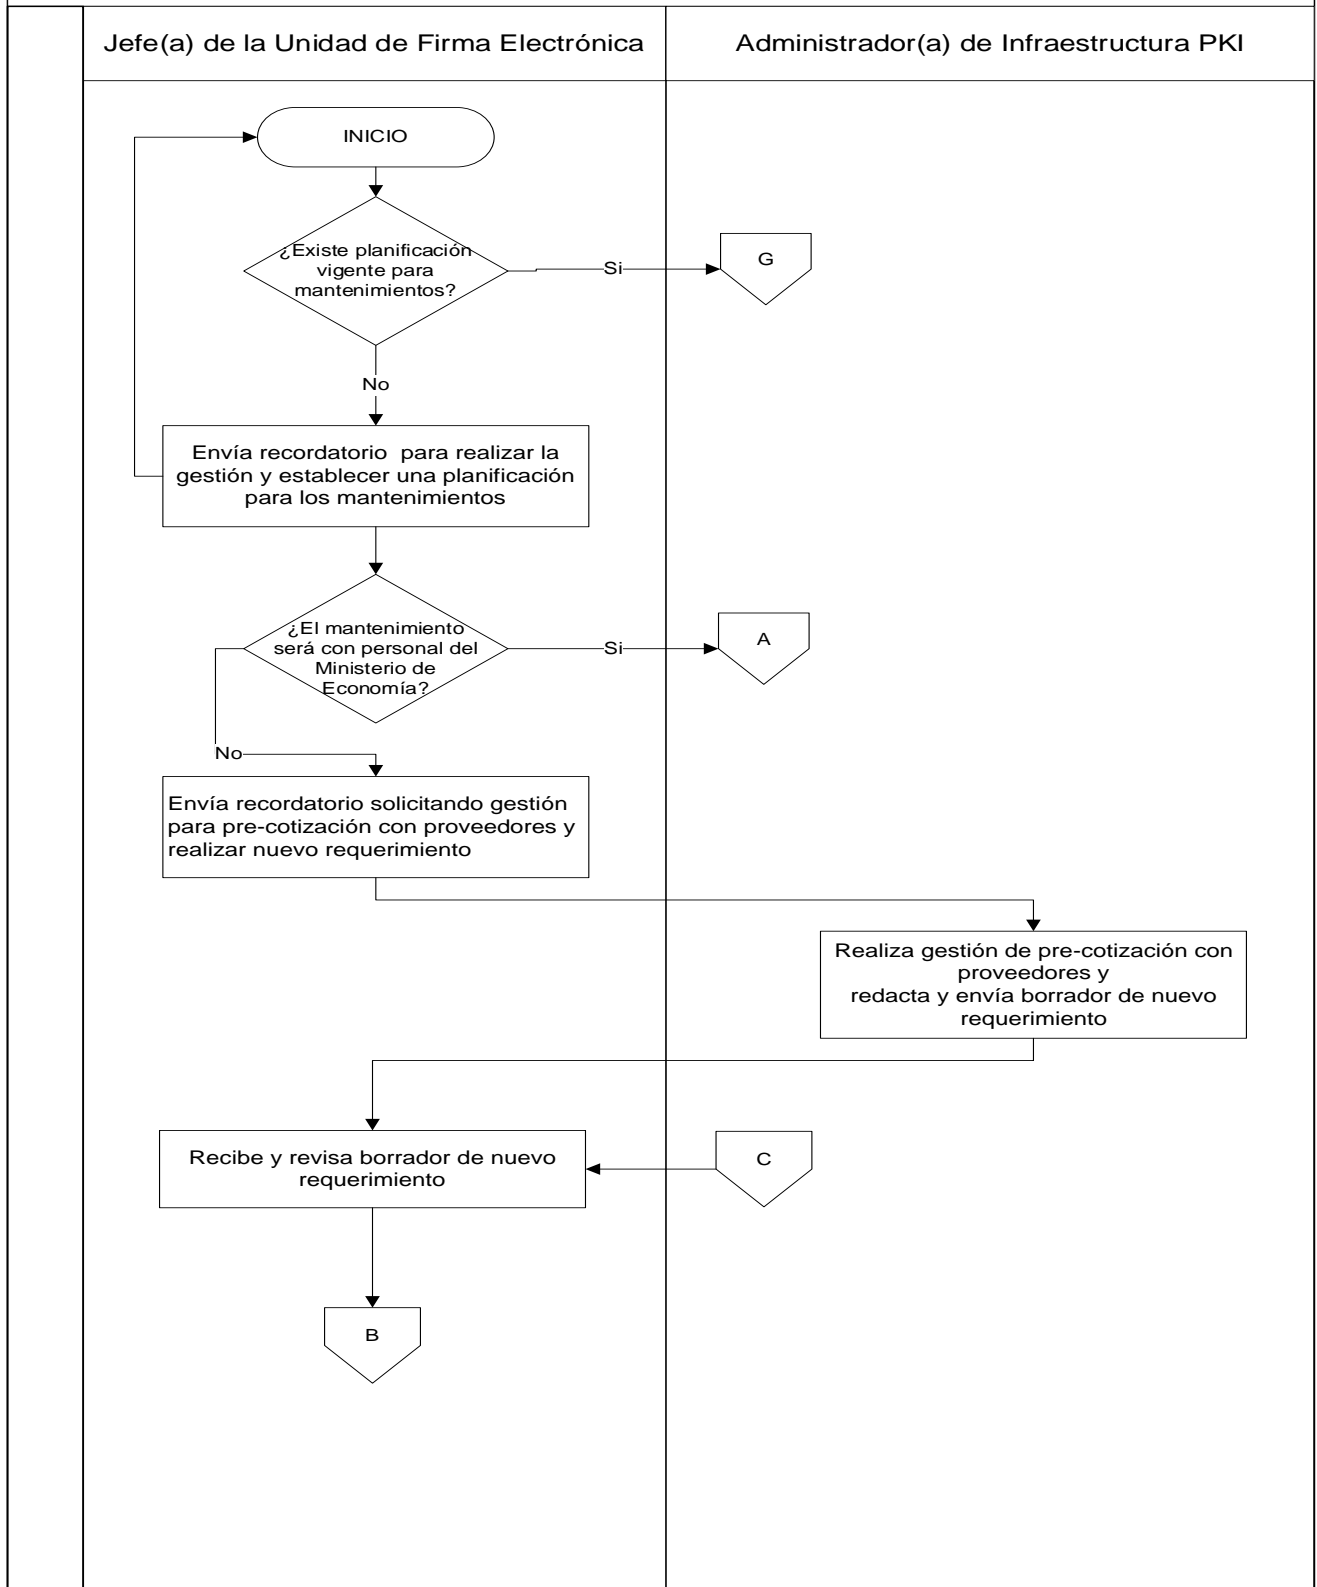 Jefe(a) de la Unidad de Firma Electrónica
Administrador(a) de Infraestructura PKI
INICIO
¿Existe planificación
vigente para
mantenimientos?
Si
G
No
Envía recordatorio  para realizar la
gestión y establecer una planificación
para los mantenimientos
¿El mantenimiento
será con personal del
Ministerio de
Economía?
Si
A
No
Envía recordatorio solicitando gestión
para pre-cotización con proveedores y
realizar nuevo requerimiento
Realiza gestión de pre-cotización con
proveedores y
redacta y envía borrador de nuevo
requerimiento
Recibe y revisa borrador de nuevo
requerimiento
C
B